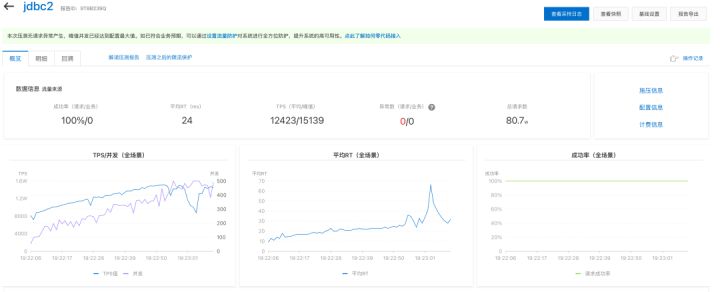 jdbc2
报告ID: 9T8B239Q
查看采样日志
查看快照
基础设置
报告导出
本次压测无请求异常产生，峰值并发已经达到配置最大值。如已符合业务预期，可以通过设置流量防护对系统进行全方位防护，提升系统的高可用性。点此了解如何零代码接入
概览
明细
回溯
解读压测报告
压测之后的限流保护
操作记录
数据信息 流量来源
成功率（请求/业务）
平均RT（ms）
TPS（平均/峰值）
异常数（请求/业务）
总请求数
100%/0
24
12423/15139
0/0
80.7
施压信息
配置信息
计费信息
TPS/并发（全场景）
TPS
并发
1.6W
1.2W
8000
4000
0
500
400
300
200
100
0
19:22:06
19:22:17
19:22:28
19:22:39
19:22:50
19:23:01
TPS值
并发
平均RT（全场景）
平均RT
70
60
50
40
30
20
10
0
19:22:06
19:22:17
19:22:28
19:22:39
19:22:50
19:23:01
平均RT
成功率（全场景）
成功率
100%
80%
60%
40%
20%
0
19:22:06
19:22:17
19:22:28
19:22:39
19:22:50
19:23:01
请求成功率